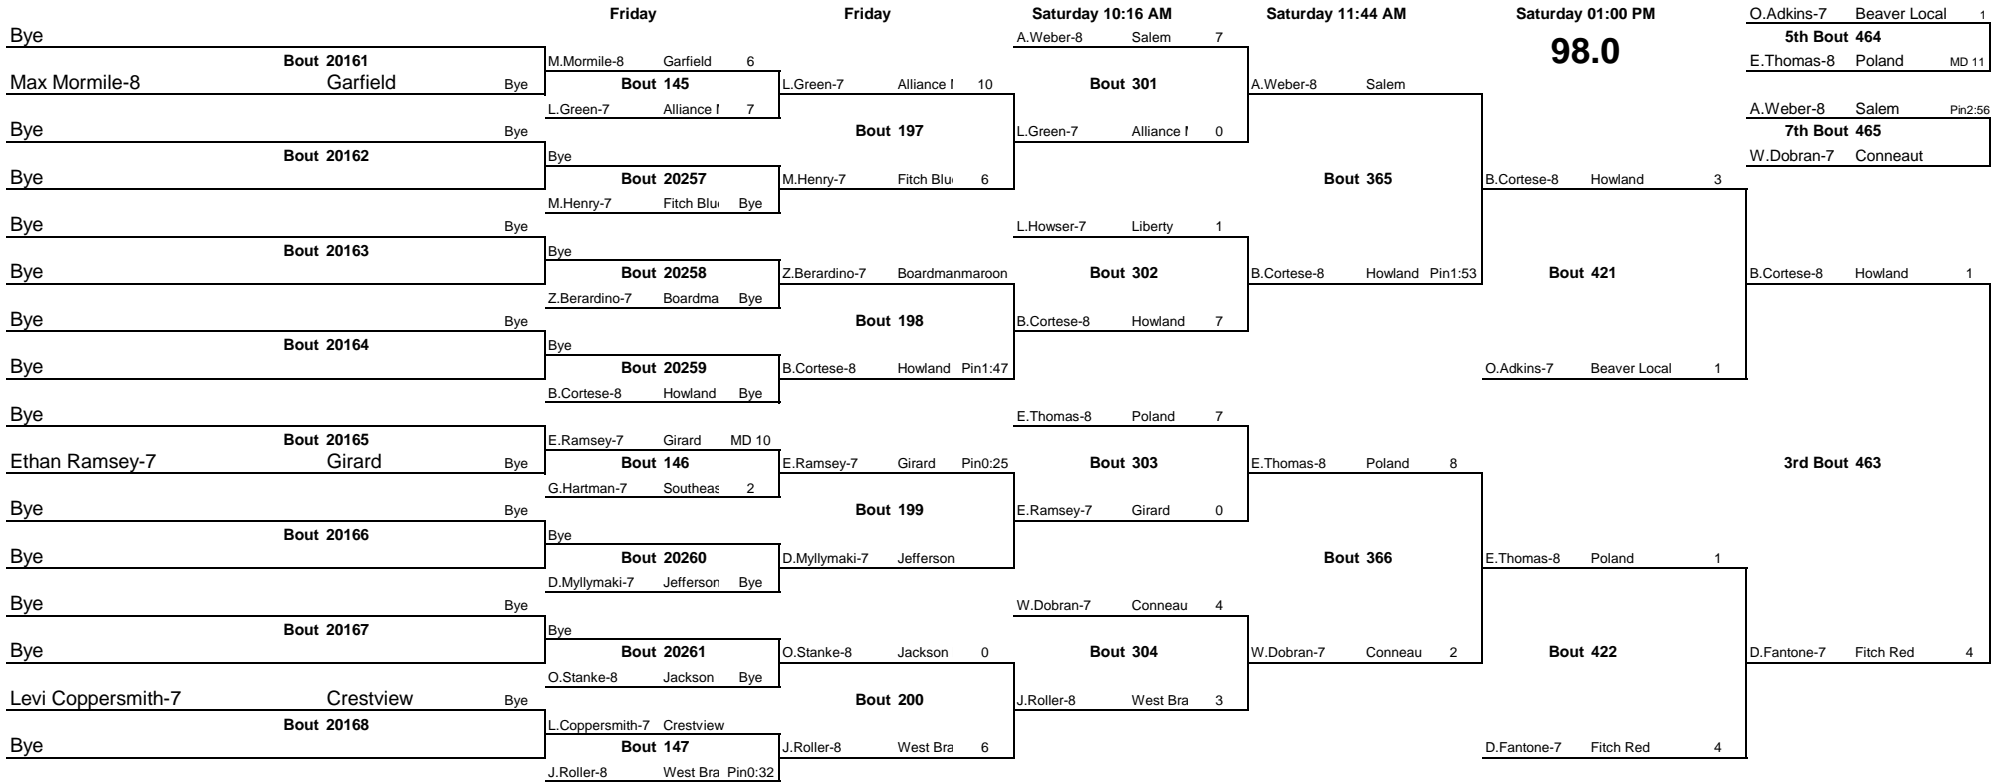 Friday Friday Saturday 10:16 AM Saturday 11:44 AM Saturday 01:00 PM O.Adkins-7 Beaver Local 1
Bye A.Weber-8 Salem 7 98.0 5th Bout 464
Bout 20161 M.Mormile-8 Garfield 6 E.Thomas-8 Poland MD 11
Max Mormile-8 Garfield Bye Bout 145 L.Green-7 Alliance 10 Bout 301 A.Weber-8 Salem
L.Green-7 Alliance 7 A.Weber-8 Salem Pin2:56
Bye Bye Bout 197 L.Green-7 Alliance 0 7th Bout 465
Bout 20162 Bye W.Dobran-7 Conneaut
Bye Bout 20257 M.Henry-7 Fitch Blu 6 Bout 365 B.Cortese-8 Howland 3
M.Henry-7 Fitch Blu Bye
Bye Bye L.Howser-7 Liberty 1
Bout 20163 Bye
Bye Bout 20258 Z.Berardino-7 Boardmanmaroon Bout 302 B.Cortese-8 Howland Pin1:53 Bout 421 B.Cortese-8 Howland 1
Z.Berardino-7 Boardma Bye
Bye Bye Bout 198 B.Cortese-8 Howland 7
Bout 20164 Bye
Bye Bout 20259 B.Cortese-8 Howland Pin1:47 O.Adkins-7 Beaver Local 1
B.Cortese-8 Howland Bye
Bye E.Thomas-8 Poland 7
Bout 20165 E.Ramsey-7 Girard MD 10
Ethan Ramsey-7 Girard Bye Bout 146 E.Ramsey-7 Girard Pin0:25 Bout 303 E.Thomas-8 Poland 8 3rd Bout 463
G.Hartman-7 Southeas 2
Bye Bye Bout 199 E.Ramsey-7 Girard 0
Bout 20166 Bye
Bye Bout 20260 D.Myllymaki-7 Jefferson Bout 366 E.Thomas-8 Poland 1
D.Myllymaki-7 Jefferson Bye
Bye Bye W.Dobran-7 Conneau 4
Bout 20167 Bye
Bye Bout 20261 O.Stanke-8 Jackson 0 Bout 304 W.Dobran-7 Conneau 2 Bout 422 D.Fantone-7 Fitch Red 4
O.Stanke-8 Jackson Bye
Levi Coppersmith-7 Crestview Bye Bout 200 J.Roller-8 West Bra 3
Bout 20168 L.Coppersmith-7 Crestview
Bye Bout 147 J.Roller-8 West Bra 6 D.Fantone-7 Fitch Red 4
J.Roller-8 West Bra Pin0:32